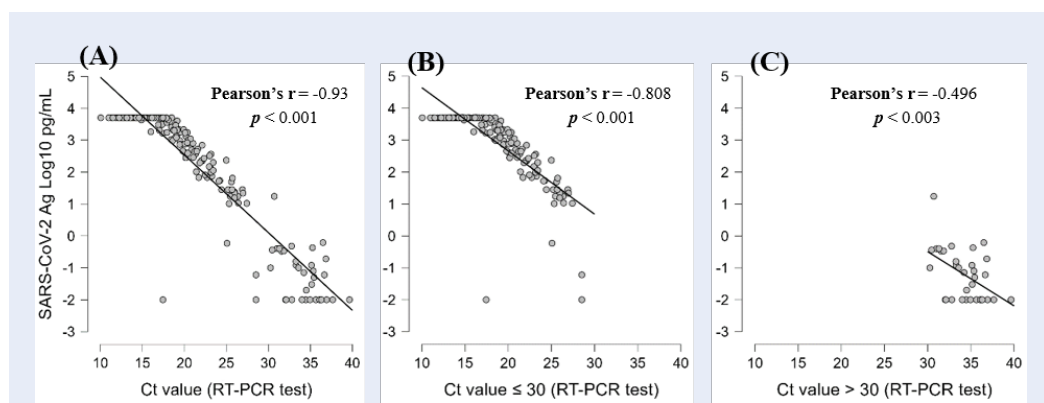 (A)
Pearson's r = -0.93
p < 0.001
SARS-CoV-2 Ag Log10 pg/mL
5
4
3
2
1
0
-1
-2
-3
10 15 20 25 30 35 40
Ct value (RT-PCR test)
(B)
Pearson's r = -0.808
p < 0.001
5
4
3
2
1
0
-1
-2
-3
10 15 20 25 30 35 40
Ct value ≤ 30 (RT-PCR test)
(C)
Pearson's r = -0.496
p < 0.003
5
4
3
2
1
0
-1
-2
-3
10 15 20 25 30 35 40
Ct value > 30 (RT-PCR test)